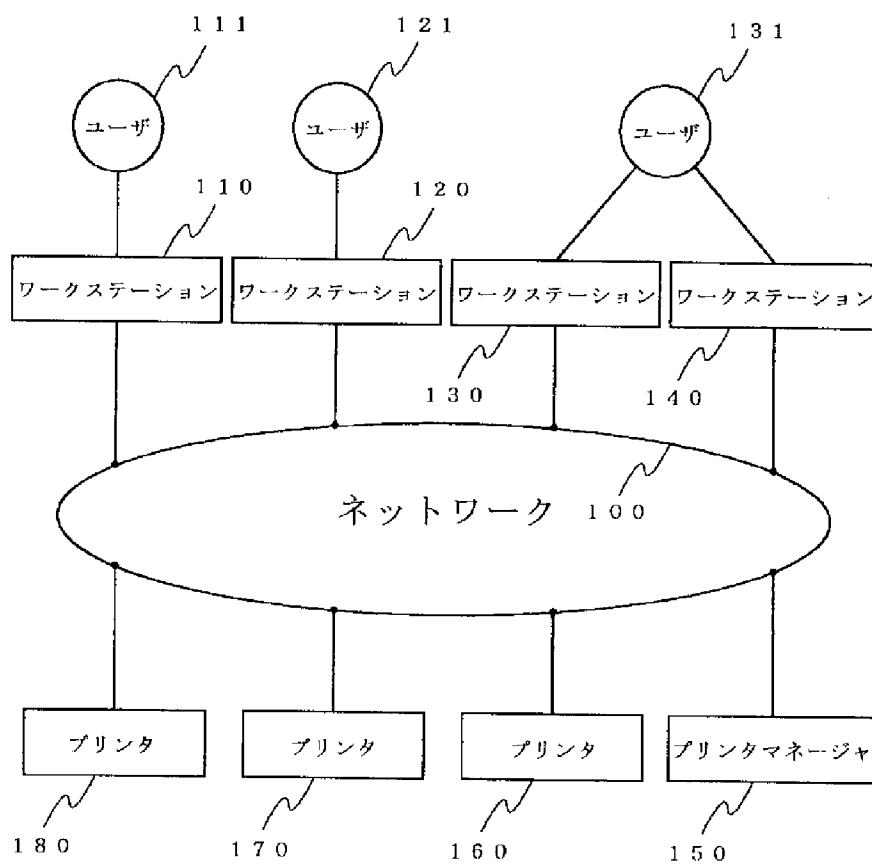 １１１
１２１
１３１
ユーザ
ユーザ
ユーザ
１１０
１２０
ワークステーション
ワークステーション
ワークステーション
ワークステーション
１３０
１４０
ネットワーク
１００
プリンタ
プリンタ
プリンタ
プリンタマネージャ
１８０
１７０
１６０
１５０